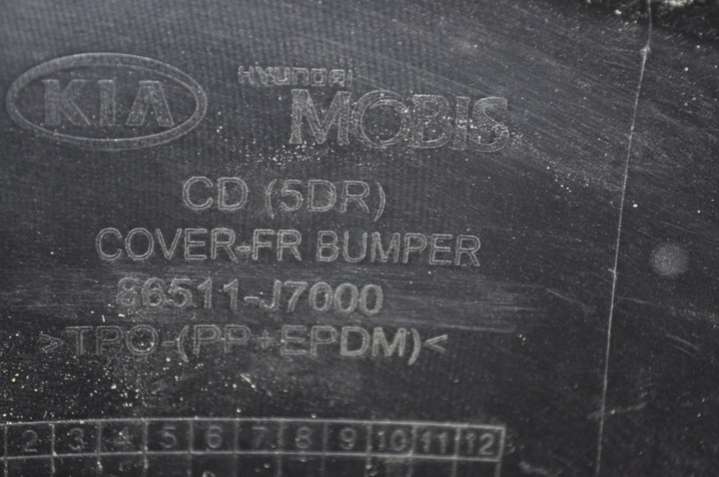 KIA HYUNDAI
MOBIS
CD (5DR)
COVER-FR BUMPER
86511-J7000
>TPO-(PP+EPDM)<
2 3 4 5 6 7 8 9 10 11 12